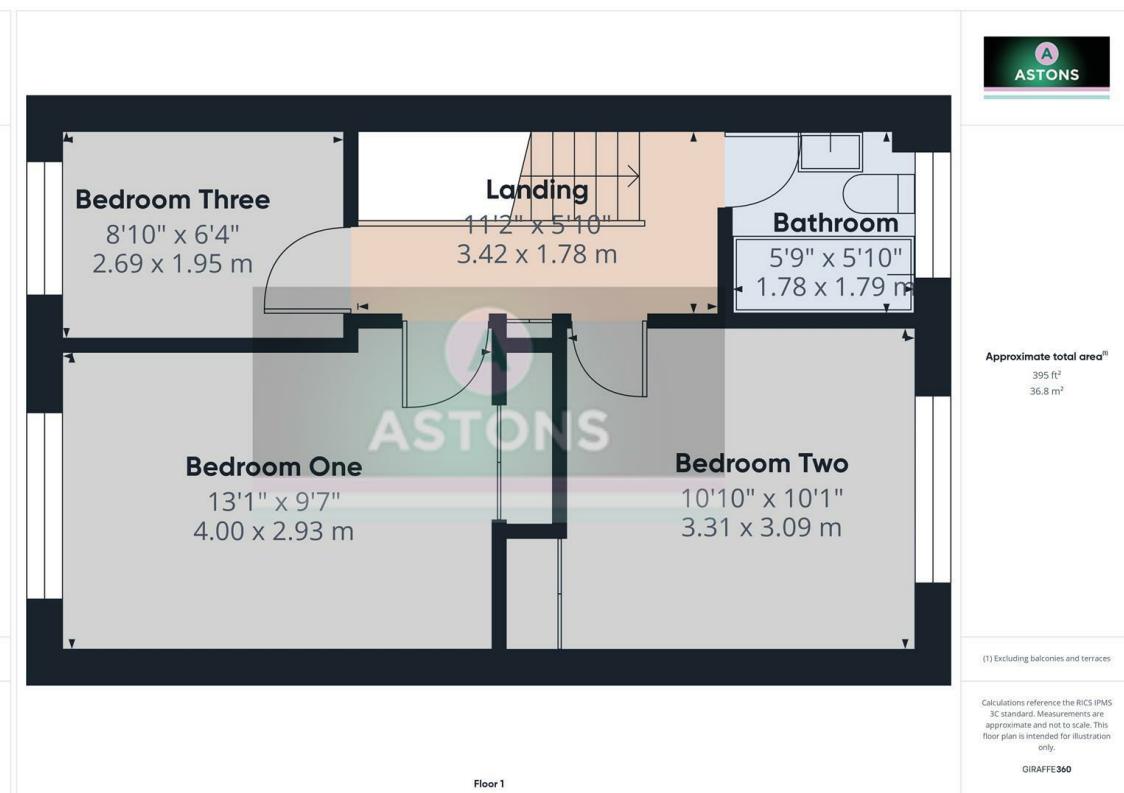 A
ASTONS
Bedroom Three
8'10" x 6'4"
2.69 x 1.95 m
Landing
11'2" x 5'10"
3.42 x 1.78 m
Bathroom
5'9" x 5'10"
1.78 x 1.79 m
A
ASTONS
Bedroom One
13'1" x 9'7"
4.00 x 2.93 m
Bedroom Two
10'10" x 10'1"
3.31 x 3.09 m
Approximate total area(1)
395 ft²
36.8 m²
(1) Excluding balconies and terraces
Calculations reference the RICS IPMS
3C standard. Measurements are
approximate and not to scale. This
floor plan is intended for illustration
only.
GIRAFFE360
Floor 1